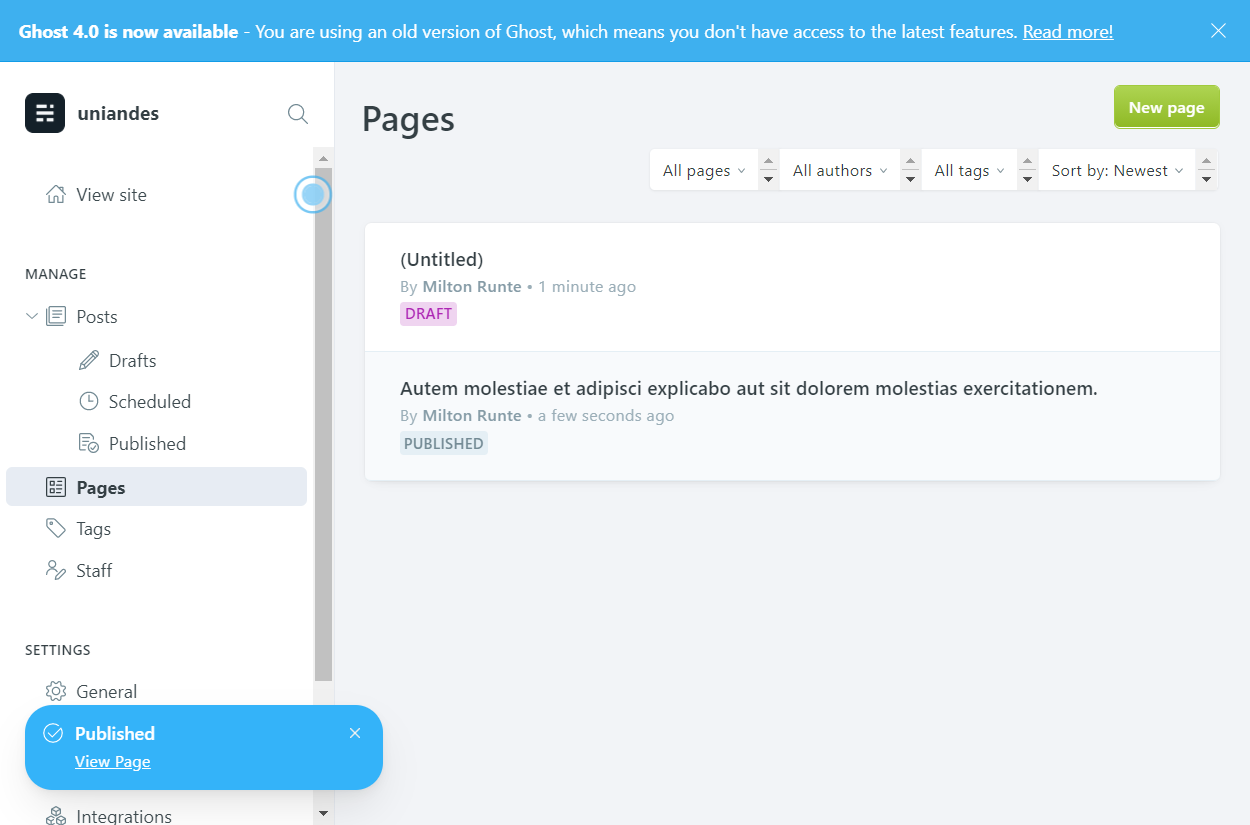 Ghost 4.0 is now available - You are using an old version of Ghost, which means you don't have access to the latest features. Read more!
uniandes
View site
MANAGE
Posts
Drafts
Scheduled
Published
Pages
Tags
Staff
SETTINGS
General
Published
View Page
Integrations
Pages
New page
All pages
All authors
All tags
Sort by: Newest
(Untitled)
By Milton Runte • 1 minute ago
DRAFT
Autem molestiae et adipisci explicabo aut sit dolorem molestias exercitationem.
By Milton Runte • a few seconds ago
PUBLISHED